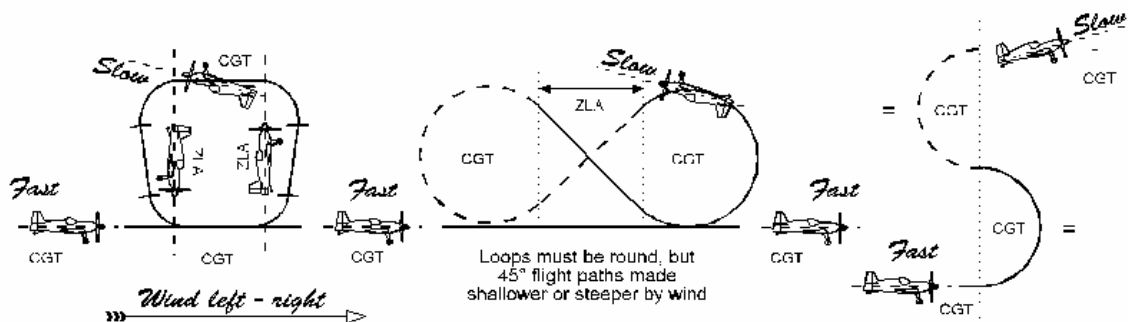 CGT
Slow
ZLA
ZLA
Fast
CGT
CGT
Wind left - right
Slow
ZLA
CGT
CGT
Fast
CGT
Loops must be round, but
45° flight paths made
shallower or steeper by wind
Fast
CGT
Slow
CGT
=
CGT
CGT
=
Fast
CGT